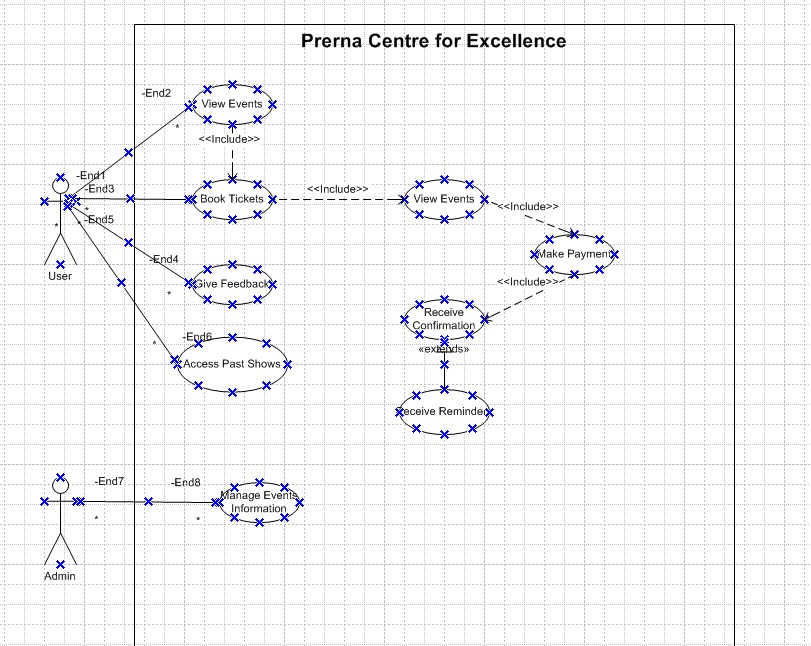 Prerna Centre for Excellence
-End2
View Events
*
<<Include>>
-End1
-End3
*
Book Tickets
<<Include>>
View Events
<<Include>>
-End5
*
*
User
-End4
Give Feedback
*
Make Payment
<<Include>>
Receive
Confirmation
«extends»
-End6
*
Access Past Shows
Receive Reminder
-End7
*
-End8
*
Manage Events
Information
Admin